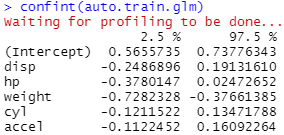 > confint(auto.train.glm)
Waiting for profiling to be done...
2.5 % 97.5 %
(Intercept) 0.5655735 0.73776343
disp -0.2486896 0.19131610
hp -0.3780147 0.02472652
weight -0.7282328 -0.37661385
cyl -0.1211522 0.13471788
accel -0.1122452 0.16092264